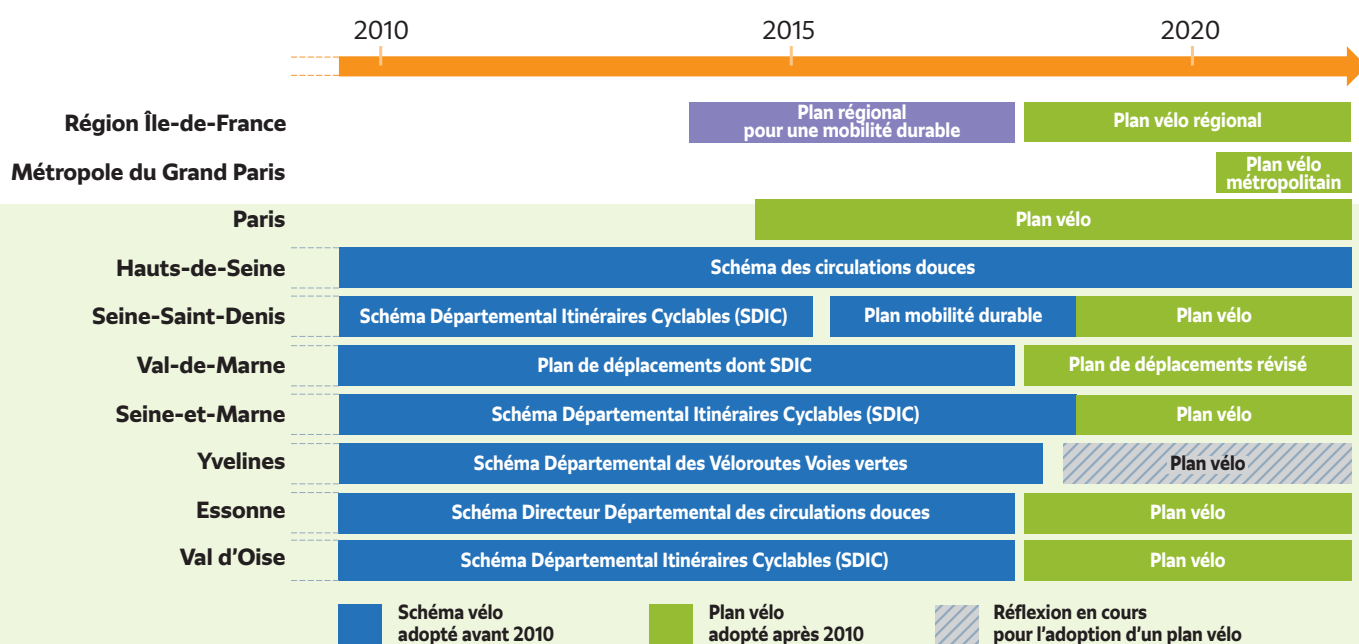 2010 2015 2020
Région Île-de-France
Plan régional
pour une mobilité durable
Plan vélo régional
Métropole du Grand Paris
Plan vélo
métropolitain
Paris
Plan vélo
Hauts-de-Seine
Schéma des circulations douces
Seine-Saint-Denis
Schéma Départemental Itinéraires Cyclables (SDIC)
Plan mobilité durable
Plan vélo
Val-de-Marne
Plan de déplacements dont SDIC
Plan de déplacements révisé
Seine-et-Marne
Schéma Départemental Itinéraires Cyclables (SDIC)
Plan vélo
Yvelines
Schéma Départemental des Véloroutes Voies vertes
Plan vélo
Essonne
Schéma Directeur Départemental des circulations douces
Plan vélo
Val d'Oise
Schéma Départemental Itinéraires Cyclables (SDIC)
Plan vélo
Schéma vélo
adopté avant 2010
Plan vélo
adopté après 2010
Réflexion en cours
pour l'adoption d'un plan vélo